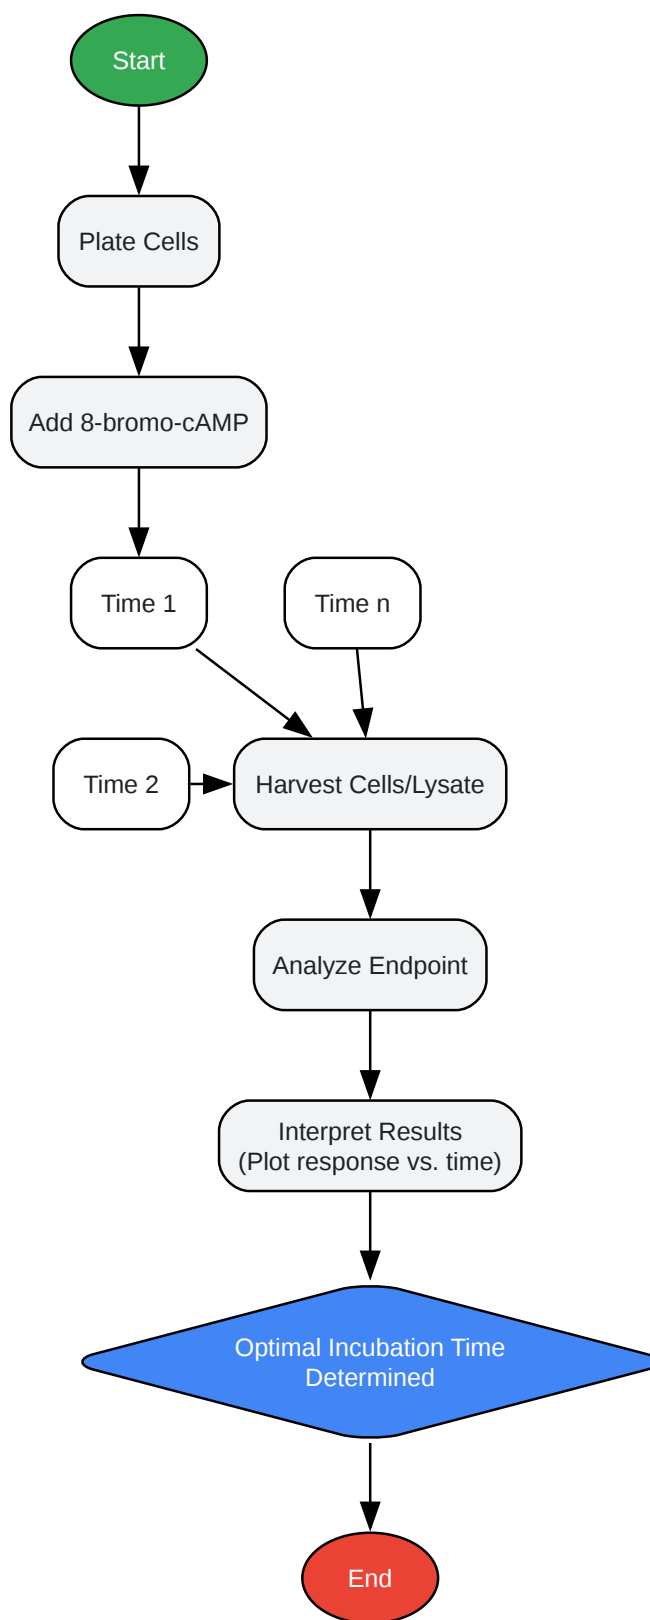 Start
Plate Cells
Add 8-bromo-cAMP
Time 1
Time n
Time 2
Harvest Cells/Lysate
Analyze Endpoint
Interpret Results
(Plot response vs. time)
Optimal Incubation Time
Determined
End